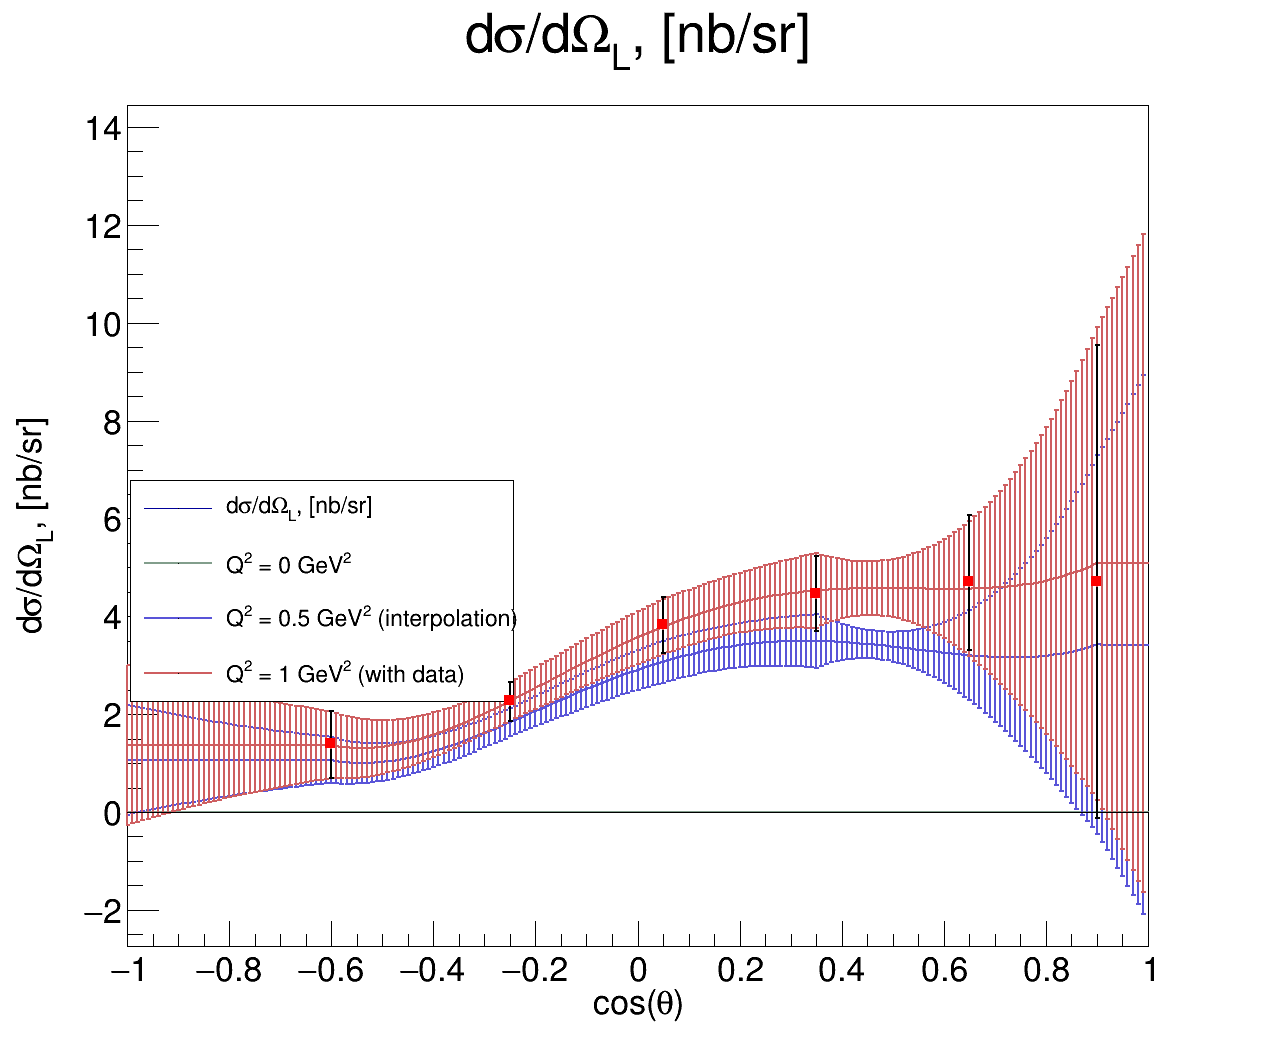 dσ/dΩL, [nb/sr]
14
12
10
8
6
4
2
0
−2
dσ/dΩL, [nb/sr]
dσ/dΩL, [nb/sr]
Q² = 0 GeV²
Q² = 0.5 GeV² (interpolation)
Q² = 1 GeV² (with data)
−1 −0.8 −0.6 −0.4 −0.2 0 0.2 0.4 0.6 0.8 1
cos(θ)